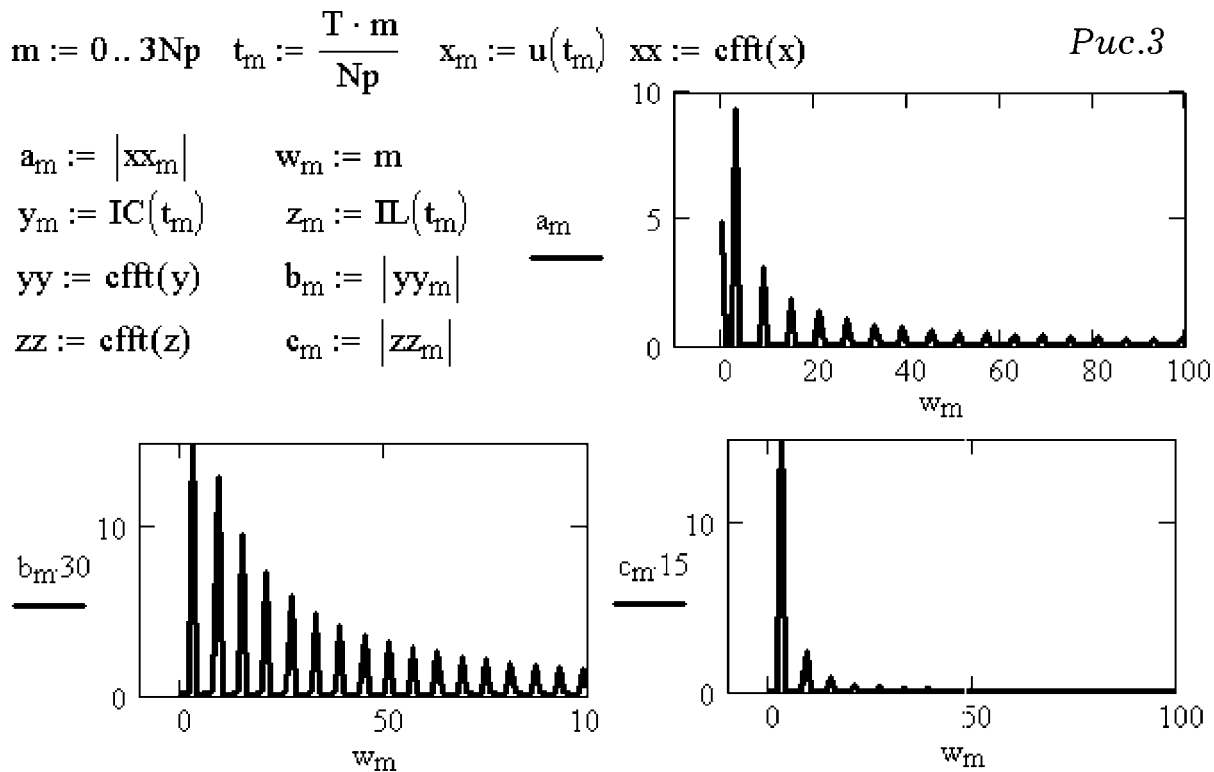 m := 0 .. 3Np   t_m := T · m / Np   x_m := u(t_m)   xx := cfft(x)   Рис.3
a_m := |xx_m|   w_m := m
y_m := IC(t_m)   z_m := IL(t_m)
yy := cfft(y)   b_m := |yy_m|
zz := cfft(z)   c_m := |zz_m|
a_m
10
5
0
0 20 40 60 80 100
w_m
b_m·30
10
0
0 50 10
w_m
c_m·15
10
0
0 50 100
w_m